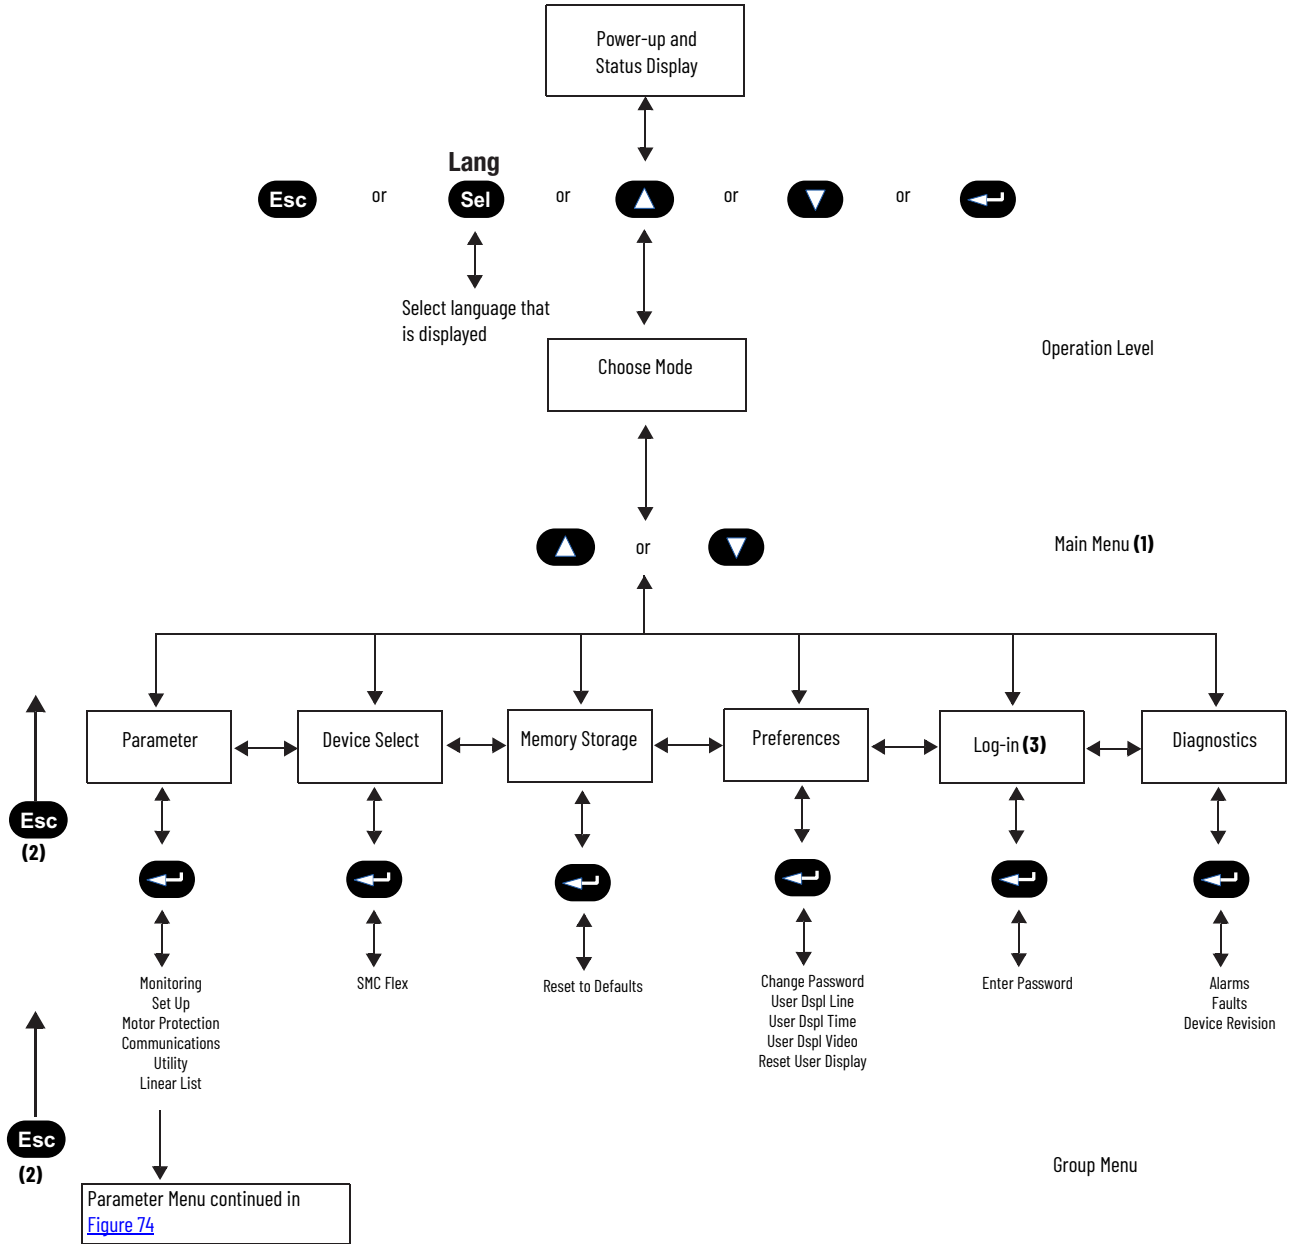 Power-up and
Status Display
Lang
Esc or Sel or or or
Select language that
is displayed
Choose Mode
Operation Level
or
Main Menu (1)
Parameter
Device Select
Memory Storage
Preferences
Log-in (3)
Diagnostics
Esc
(2)
Monitoring
Set Up
Motor Protection
Communications
Utility
Linear List
SMC Flex
Reset to Defaults
Change Password
User Dspl Line
User Dspl Time
User Dspl Video
Reset User Display
Enter Password
Alarms
Faults
Device Revision
Esc
(2)
Group Menu
Parameter Menu continued in
Figure 74